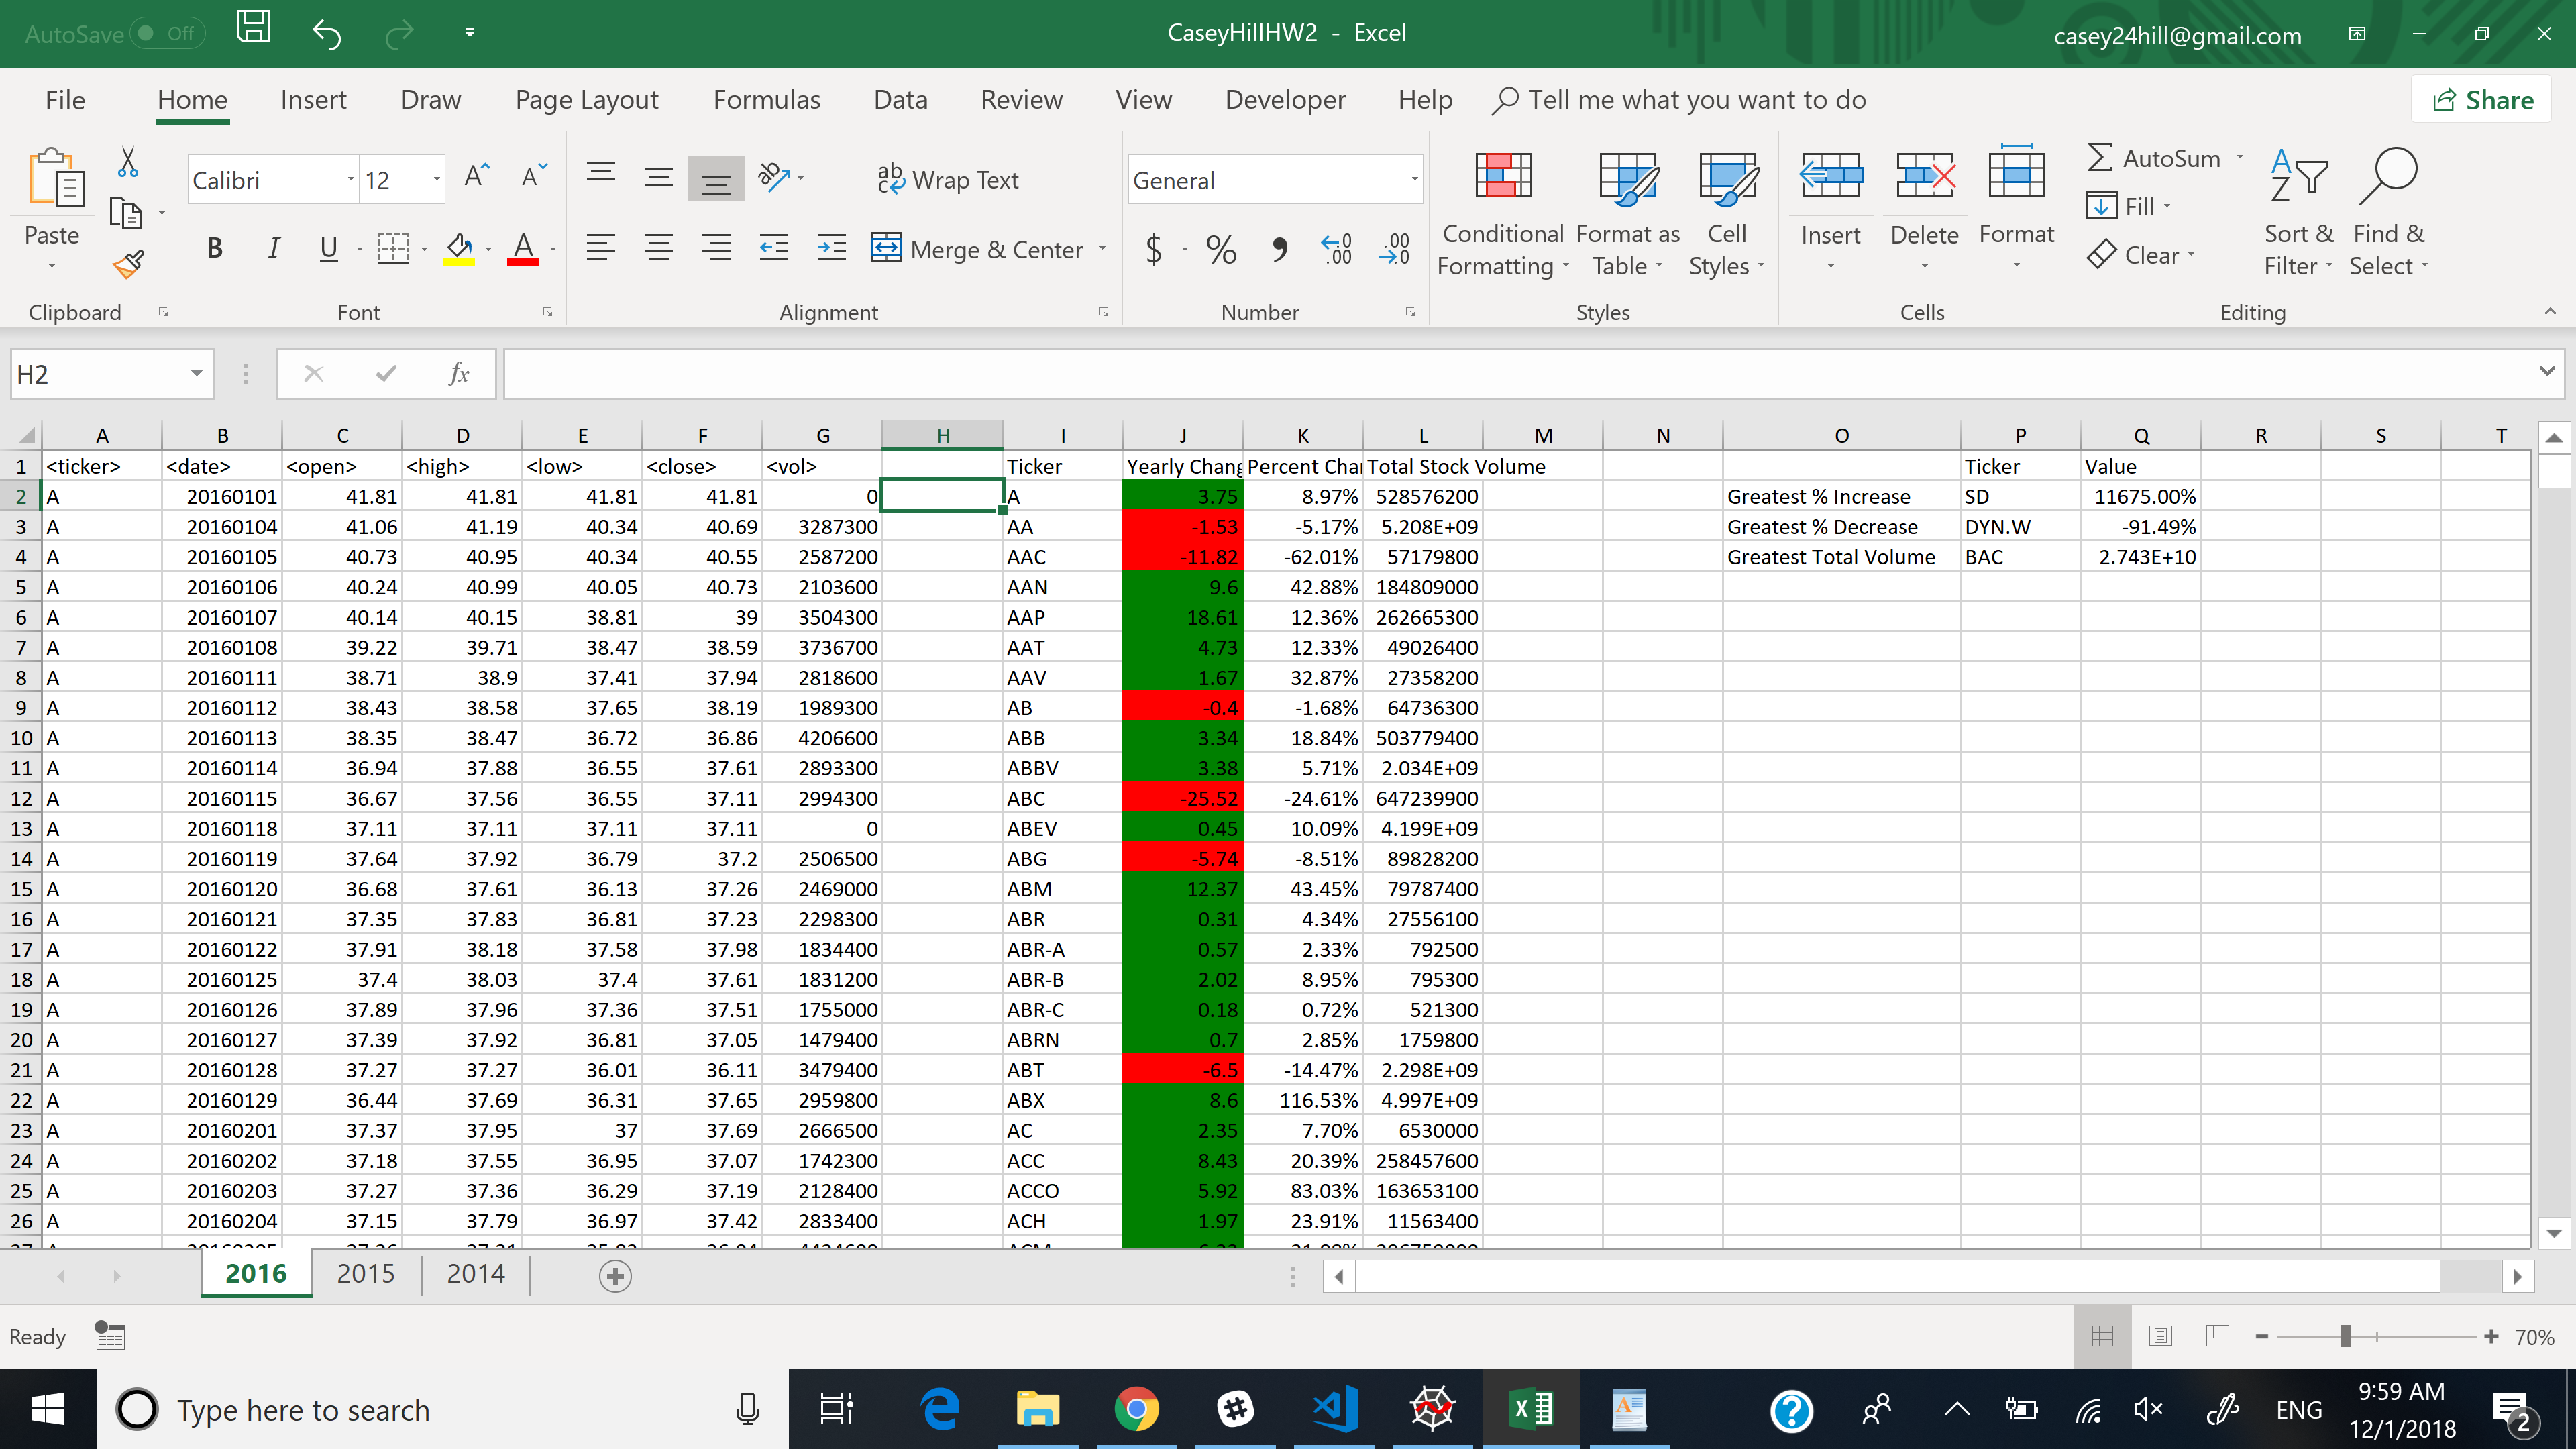 AutoSave Off CaseyHillHW2 - Excel casey24hill@gmail.com
File Home Insert Draw Page Layout Formulas Data Review View Developer Help Tell me what you want to do Share
Paste Calibri 12 Wrap Text General Conditional Formatting Format as Table Cell Styles Insert Delete Format AutoSum Fill Clear Sort & Filter Find & Select
B I U A Merge & Center $ %
Clipboard Font Alignment Number Styles Cells Editing
H2 fx
A B C D E F G H I J K L M N O P Q R S T
1 <ticker> <date> <open> <high> <low> <close> <vol> Ticker Yearly Chang Percent Chai Total Stock Volume Ticker Value
2 A 20160101 41.81 41.81 41.81 41.81 0 A 3.75 8.97% 528576200 Greatest % Increase SD 11675.00%
3 A 20160104 41.06 41.19 40.34 40.69 3287300 AA -1.53 -5.17% 5.208E+09 Greatest % Decrease DYN.W -91.49%
4 A 20160105 40.73 40.95 40.34 40.55 2587200 AAC -11.82 -62.01% 57179800 Greatest Total Volume BAC 2.743E+10
5 A 20160106 40.24 40.99 40.05 40.73 2103600 AAN 9.6 42.88% 184809000
6 A 20160107 40.14 40.15 38.81 39 3504300 AAP 18.61 12.36% 262665300
7 A 20160108 39.22 39.71 38.47 38.59 3736700 AAT 4.73 12.33% 49026400
8 A 20160111 38.71 38.9 37.41 37.94 2818600 AAV 1.67 32.87% 27358200
9 A 20160112 38.43 38.58 37.65 38.19 1989300 AB -0.4 -1.68% 64736300
10 A 20160113 38.35 38.47 36.72 36.86 4206600 ABB 3.34 18.84% 503779400
11 A 20160114 36.94 37.88 36.55 37.61 2893300 ABBV 3.38 5.71% 2.034E+09
12 A 20160115 36.67 37.56 36.55 37.11 2994300 ABC -25.52 -24.61% 647239900
13 A 20160118 37.11 37.11 37.11 37.11 0 ABEV 0.45 10.09% 4.199E+09
14 A 20160119 37.64 37.92 36.79 37.2 2506500 ABG -5.74 -8.51% 89828200
15 A 20160120 36.68 37.61 36.13 37.26 2469000 ABM 12.37 43.45% 79787400
16 A 20160121 37.35 37.83 36.81 37.23 2298300 ABR 0.31 4.34% 27556100
17 A 20160122 37.91 38.18 37.58 37.98 1834400 ABR-A 0.57 2.33% 792500
18 A 20160125 37.4 38.03 37.4 37.61 1831200 ABR-B 2.02 8.95% 795300
19 A 20160126 37.89 37.96 37.36 37.51 1755000 ABR-C 0.18 0.72% 521300
20 A 20160127 37.39 37.92 36.81 37.05 1479400 ABRN 0.7 2.85% 1759800
21 A 20160128 37.27 37.27 36.01 36.11 3479400 ABT -6.5 -14.47% 2.298E+09
22 A 20160129 36.44 37.69 36.31 37.65 2959800 ABX 8.6 116.53% 4.997E+09
23 A 20160201 37.37 37.95 37 37.69 2666500 AC 2.35 7.70% 6530000
24 A 20160202 37.18 37.55 36.95 37.07 1742300 ACC 8.43 20.39% 258457600
25 A 20160203 37.27 37.36 36.29 37.19 2128400 ACCO 5.92 83.03% 163653100
26 A 20160204 37.15 37.79 36.97 37.42 2833400 ACH 1.97 23.91% 11563400
2016 2015 2014
Ready 70%
Type here to search ENG 9:59 AM
12/1/2018 2